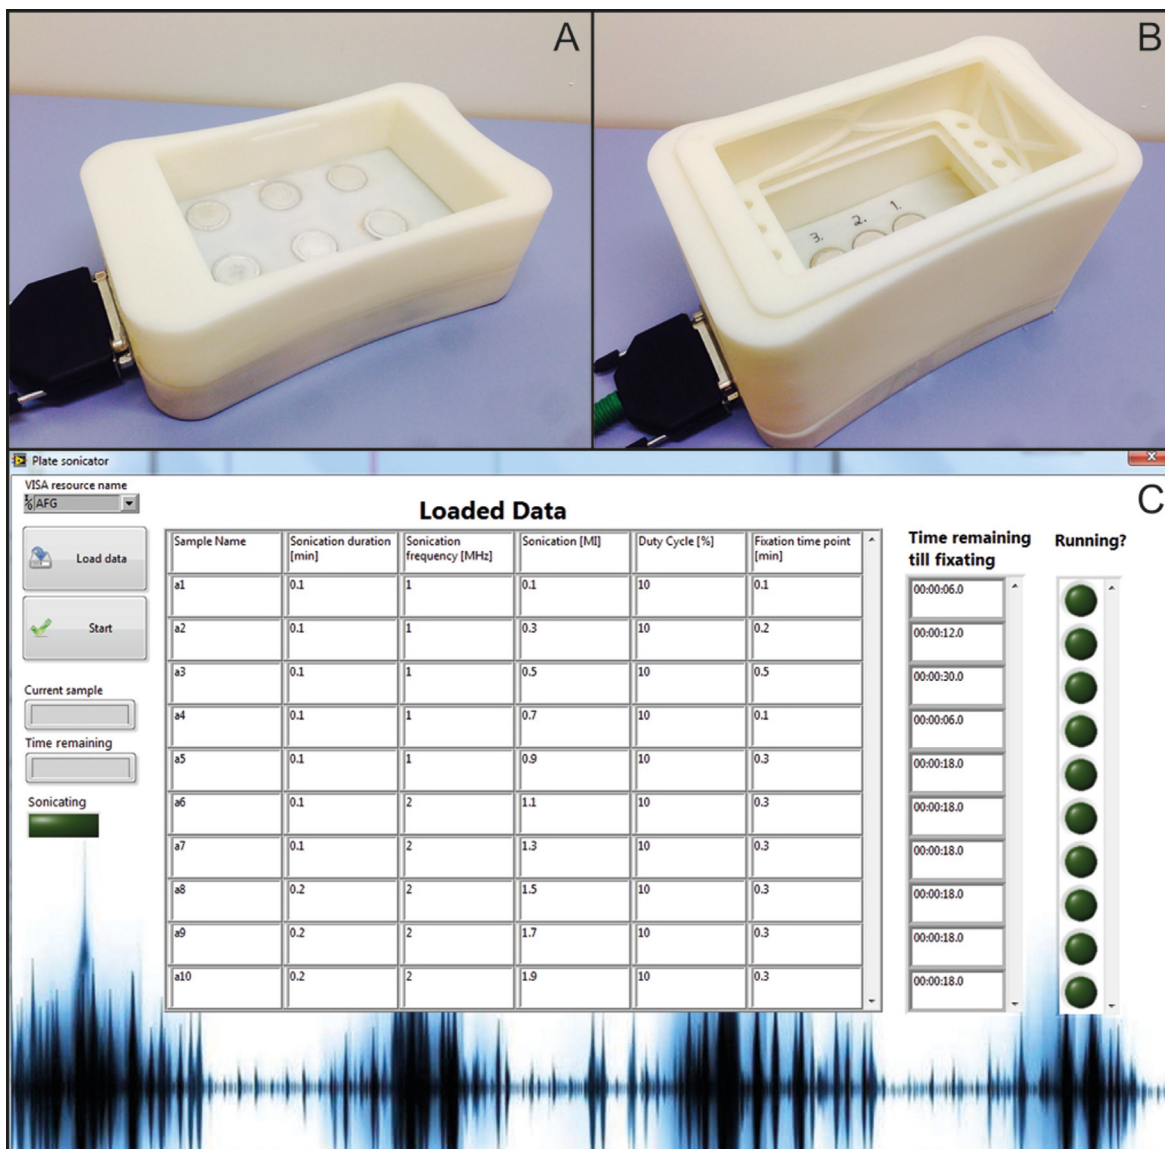 A
B
3. 2. 1.
Plate sonicator
C
VISA resource name
AFG
Load data
Start
Current sample
Time remaining
Sonicating
Loaded Data
Sample Name Sonication duration [min] Sonication frequency [MHz] Sonication [MI] Duty Cycle [%] Fixation time point [min]
a1 0.1 1 0.1 10 0.1
a2 0.1 1 0.3 10 0.2
a3 0.1 1 0.5 10 0.5
a4 0.1 1 0.7 10 0.1
a5 0.1 1 0.9 10 0.3
a6 0.1 2 1.1 10 0.3
a7 0.1 2 1.3 10 0.3
a8 0.2 2 1.5 10 0.3
a9 0.2 2 1.7 10 0.3
a10 0.2 2 1.9 10 0.3
Time remaining
till fixating
00:00:06.0
00:00:12.0
00:00:30.0
00:00:06.0
00:00:18.0
00:00:18.0
00:00:18.0
00:00:18.0
00:00:18.0
00:00:18.0
Running?